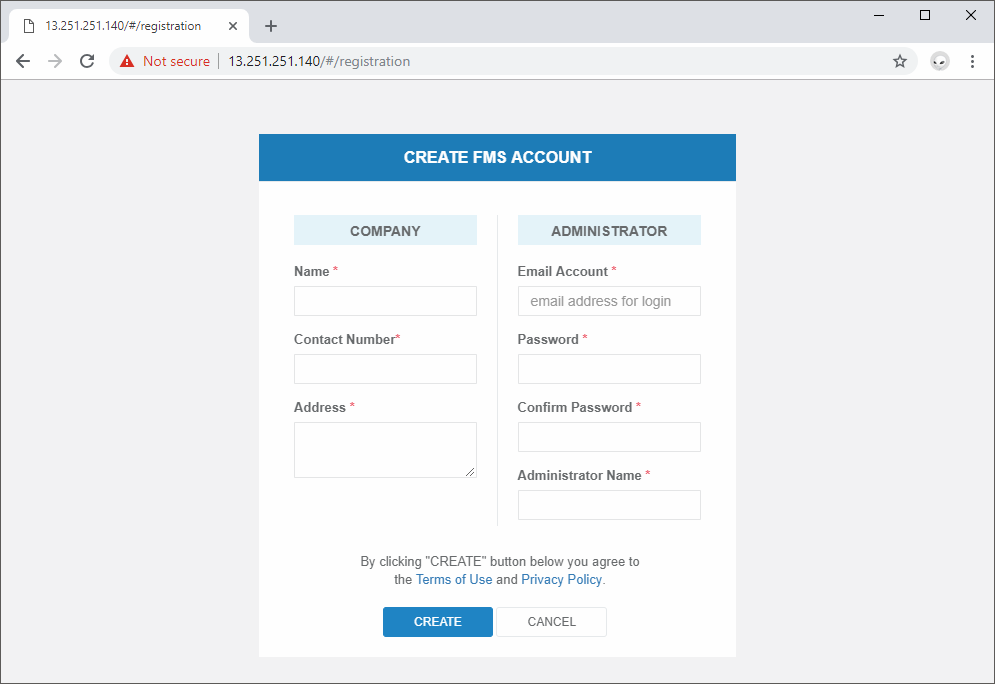 13.251.251.140/#/registration
Not secure
13.251.251.140/#/registration
CREATE FMS ACCOUNT
COMPANY
Name *
Contact Number*
Address *
ADMINISTRATOR
Email Account *
email address for login
Password *
Confirm Password *
Administrator Name *
By clicking "CREATE" button below you agree to
the Terms of Use and Privacy Policy.
CREATE
CANCEL